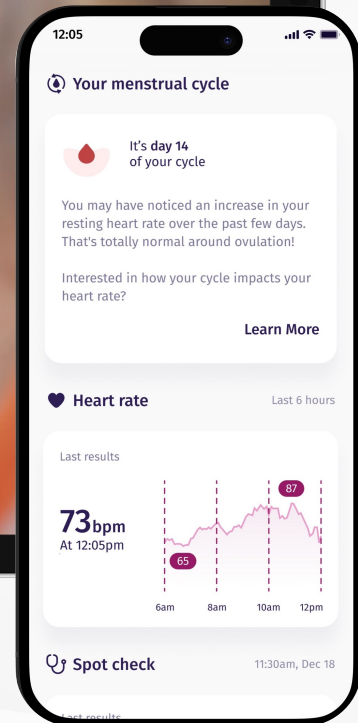 12:05
Your menstrual cycle
It's day 14
of your cycle
You may have noticed an increase in your
resting heart rate over the past few days.
That's totally normal around ovulation!
Interested in how your cycle impacts your
heart rate?
Learn More
Heart rate
Last 6 hours
Last results
87
73bpm
At 12:05pm
65
6am
8am
10am
12pm
Spot check
11:30am, Dec 18
Last results